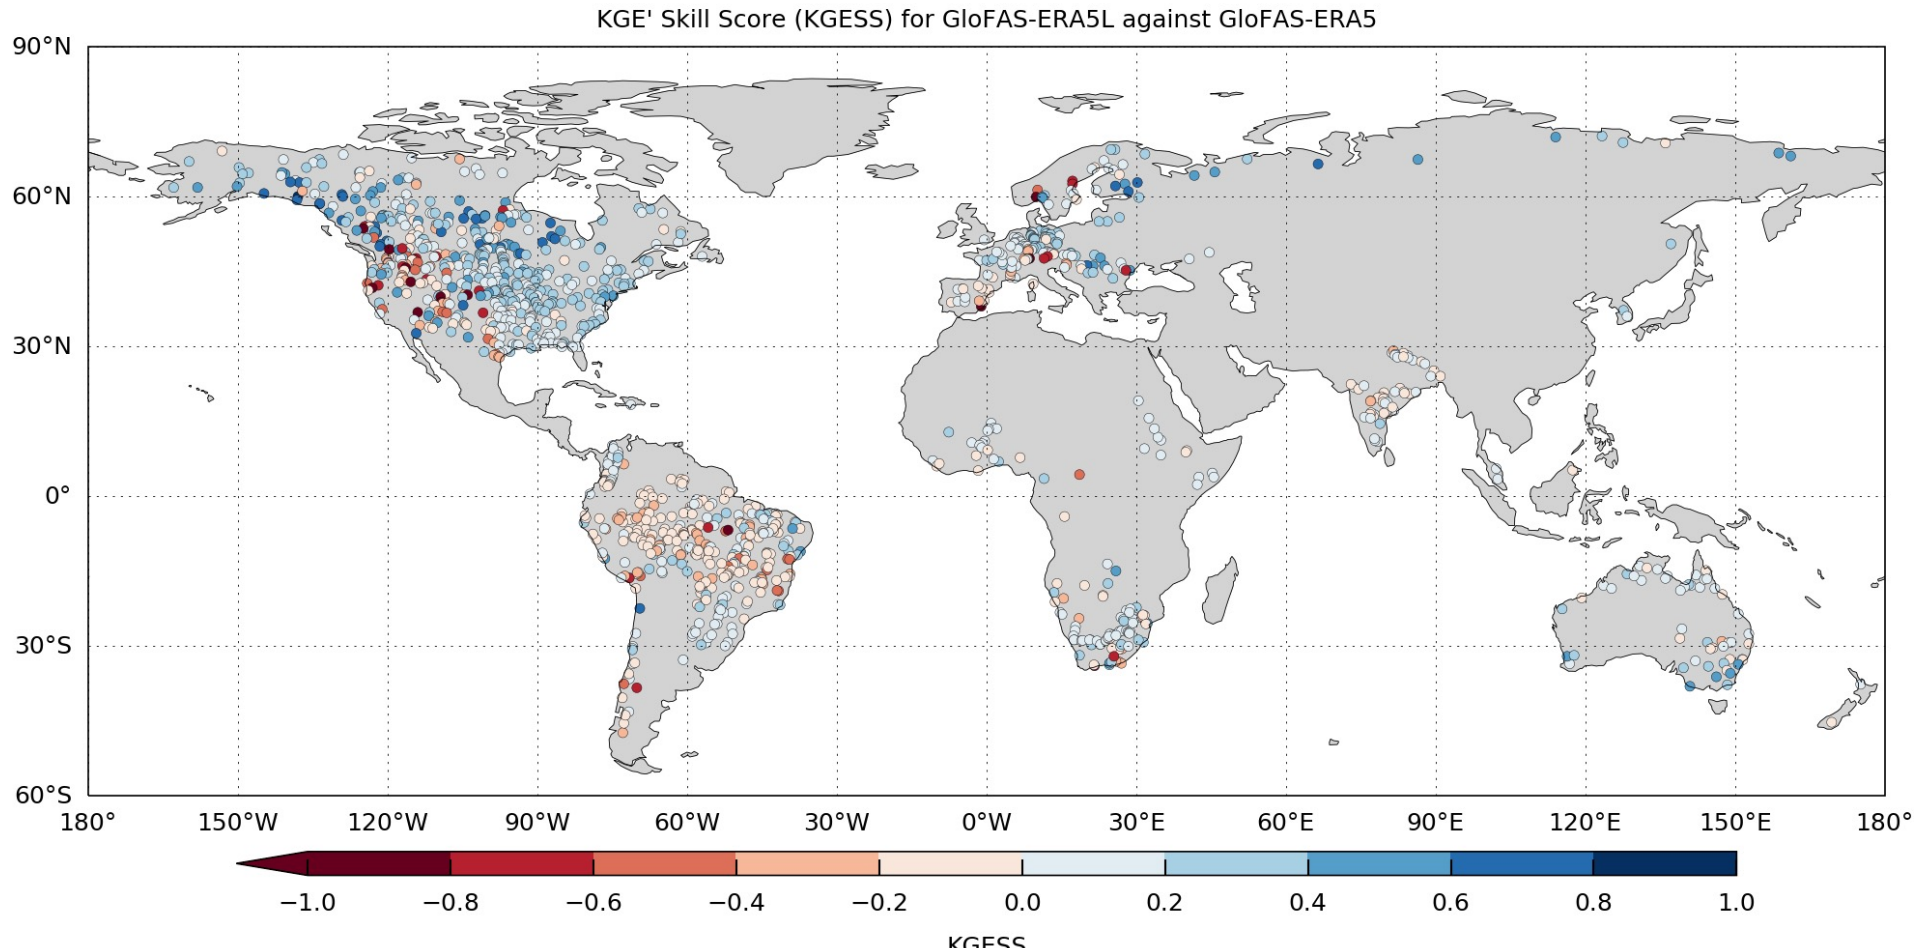 KGE' Skill Score (KGESS) for GloFAS-ERA5L against GloFAS-ERA5
90°N
60°N
30°N
0°
30°S
60°S
180° 150°W 120°W 90°W 60°W 30°W 0°W 30°E 60°E 90°E 120°E 150°E 180°
−1.0 −0.8 −0.6 −0.4 −0.2 0.0 0.2 0.4 0.6 0.8 1.0
KGESS